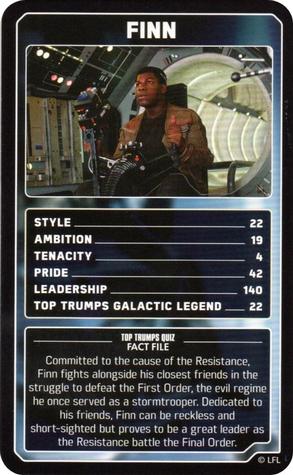 FINN
STYLE 22
AMBITION 19
TENACITY 4
PRIDE 42
LEADERSHIP 140
TOP TRUMPS GALACTIC LEGEND 22
TOP TRUMPS QUIZ
FACT FILE
Committed to the cause of the Resistance,
Finn fights alongside his closest friends in the
struggle to defeat the First Order, the evil regime
he once served as a stormtrooper. Dedicated to
his friends, Finn can be reckless and
short-sighted but proves to be a great leader as
the Resistance battle the Final Order.
© LFL